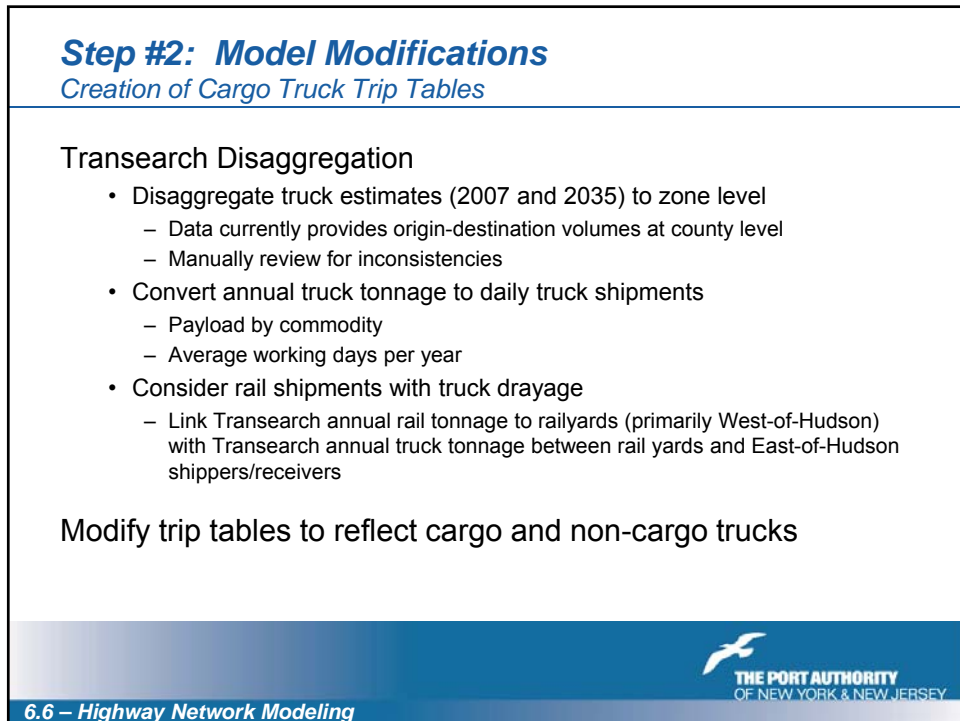 Step #2: Model Modifications
Creation of Cargo Truck Trip Tables
Transearch Disaggregation
• Disaggregate truck estimates (2007 and 2035) to zone level
– Data currently provides origin-destination volumes at county level
– Manually review for inconsistencies
• Convert annual truck tonnage to daily truck shipments
– Payload by commodity
– Average working days per year
• Consider rail shipments with truck drayage
– Link Transearch annual rail tonnage to railyards (primarily West-of-Hudson)
with Transearch annual truck tonnage between rail yards and East-of-Hudson
shippers/receivers
Modify trip tables to reflect cargo and non-cargo trucks
THE PORT AUTHORITY
OF NEW YORK & NEW JERSEY
6.6 – Highway Network Modeling